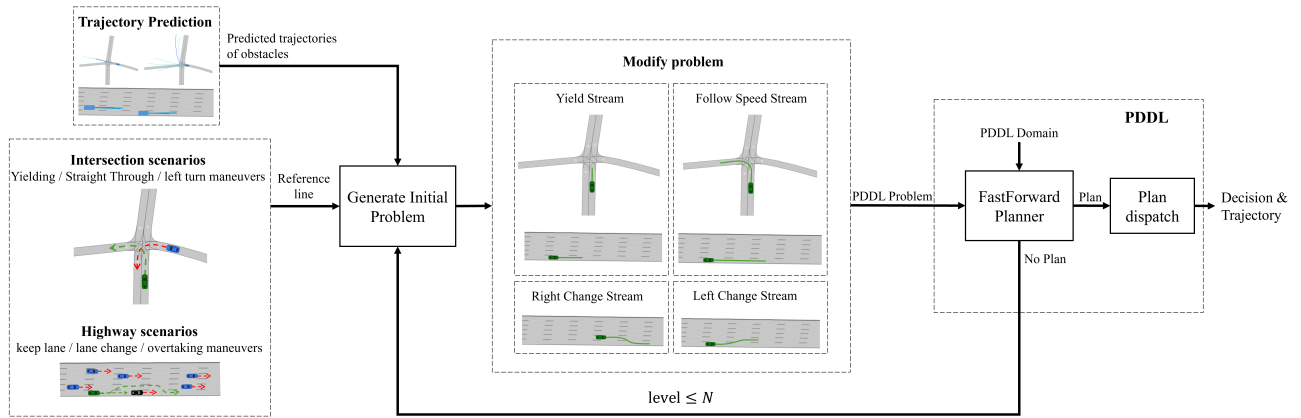 Trajectory Prediction
Predicted trajectories
of obstacles
Intersection scenarios
Yielding / Straight Through / left turn maneuvers
Highway scenarios
keep lane / lane change / overtaking maneuvers
Reference
line
Generate Initial
Problem
Modify problem
Yield Stream
Follow Speed Stream
Right Change Stream
Left Change Stream
PDDL Problem
PDDL
PDDL Domain
FastForward
Planner
Plan
Plan
dispatch
Decision &
Trajectory
No Plan
level ≤ N